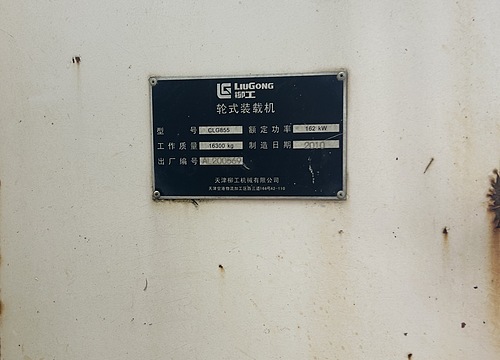 LIUGONG
柳工
轮式装载机
型 号 CLG855 额定功率 162 kW
工作质量 16300 kg 制造日期 2010
出厂编号 AL200569
天津柳工机械有限公司